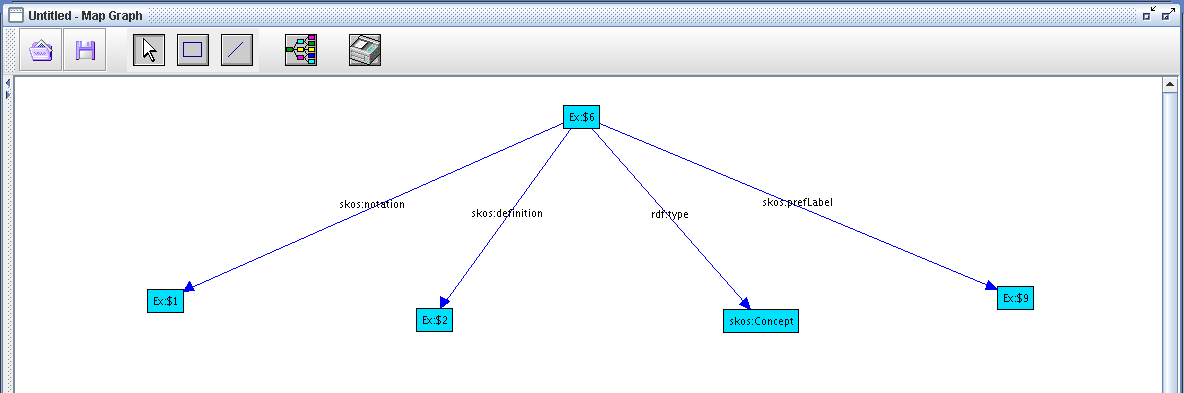 Untitled - Map Graph
Ex:$6
skos:notation
skos:definition
rdf:type
skos:prefLabel
Ex:$1
Ex:$2
skos:Concept
Ex:$9